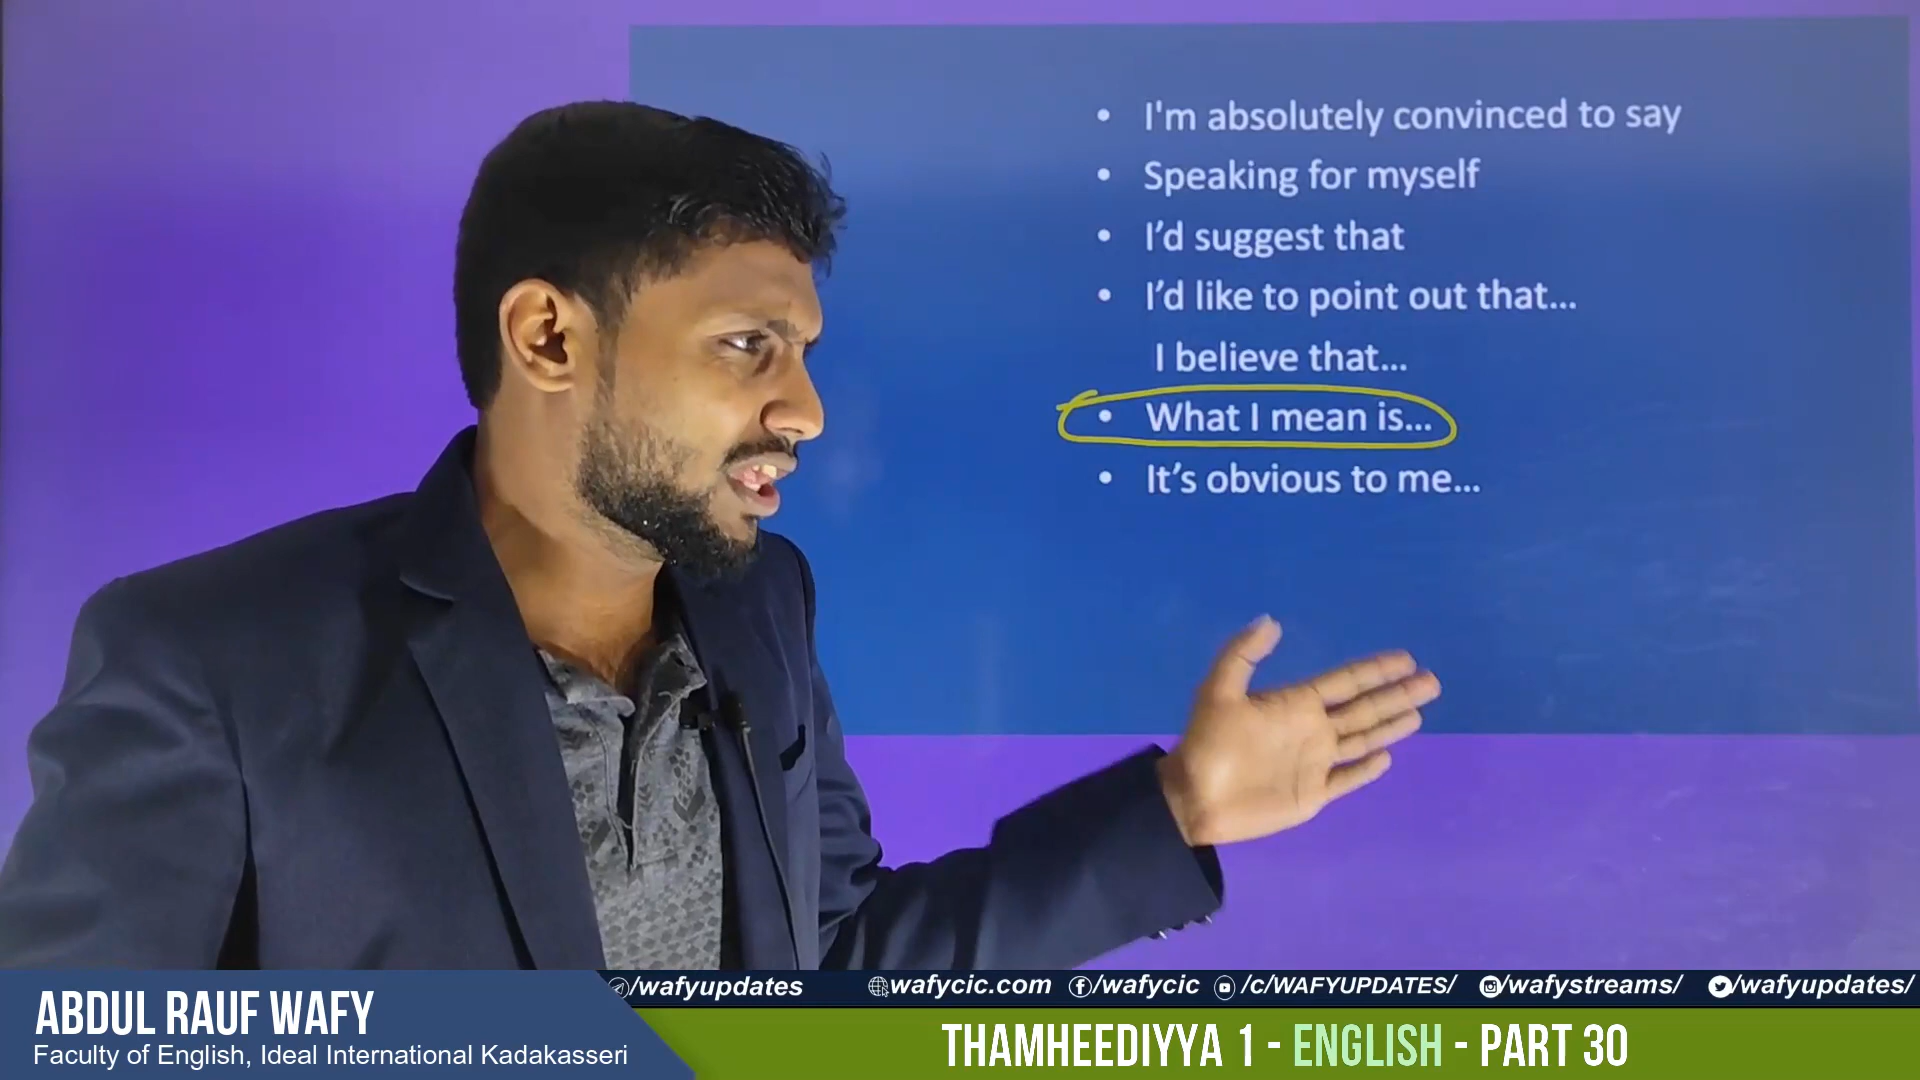 • I'm absolutely convinced to say
• Speaking for myself
• I’d suggest that
• I’d like to point out that...
I believe that...
• What I mean is...
• It’s obvious to me...
/wafyupdates wafycic.com /wafycic /c/WAFYUPDATES/ /wafystreams/ /wafyupdates/
ABDUL RAUF WAFY
Faculty of English, Ideal International Kadakasseri
THAMHEEDIYYA 1 - ENGLISH - PART 30